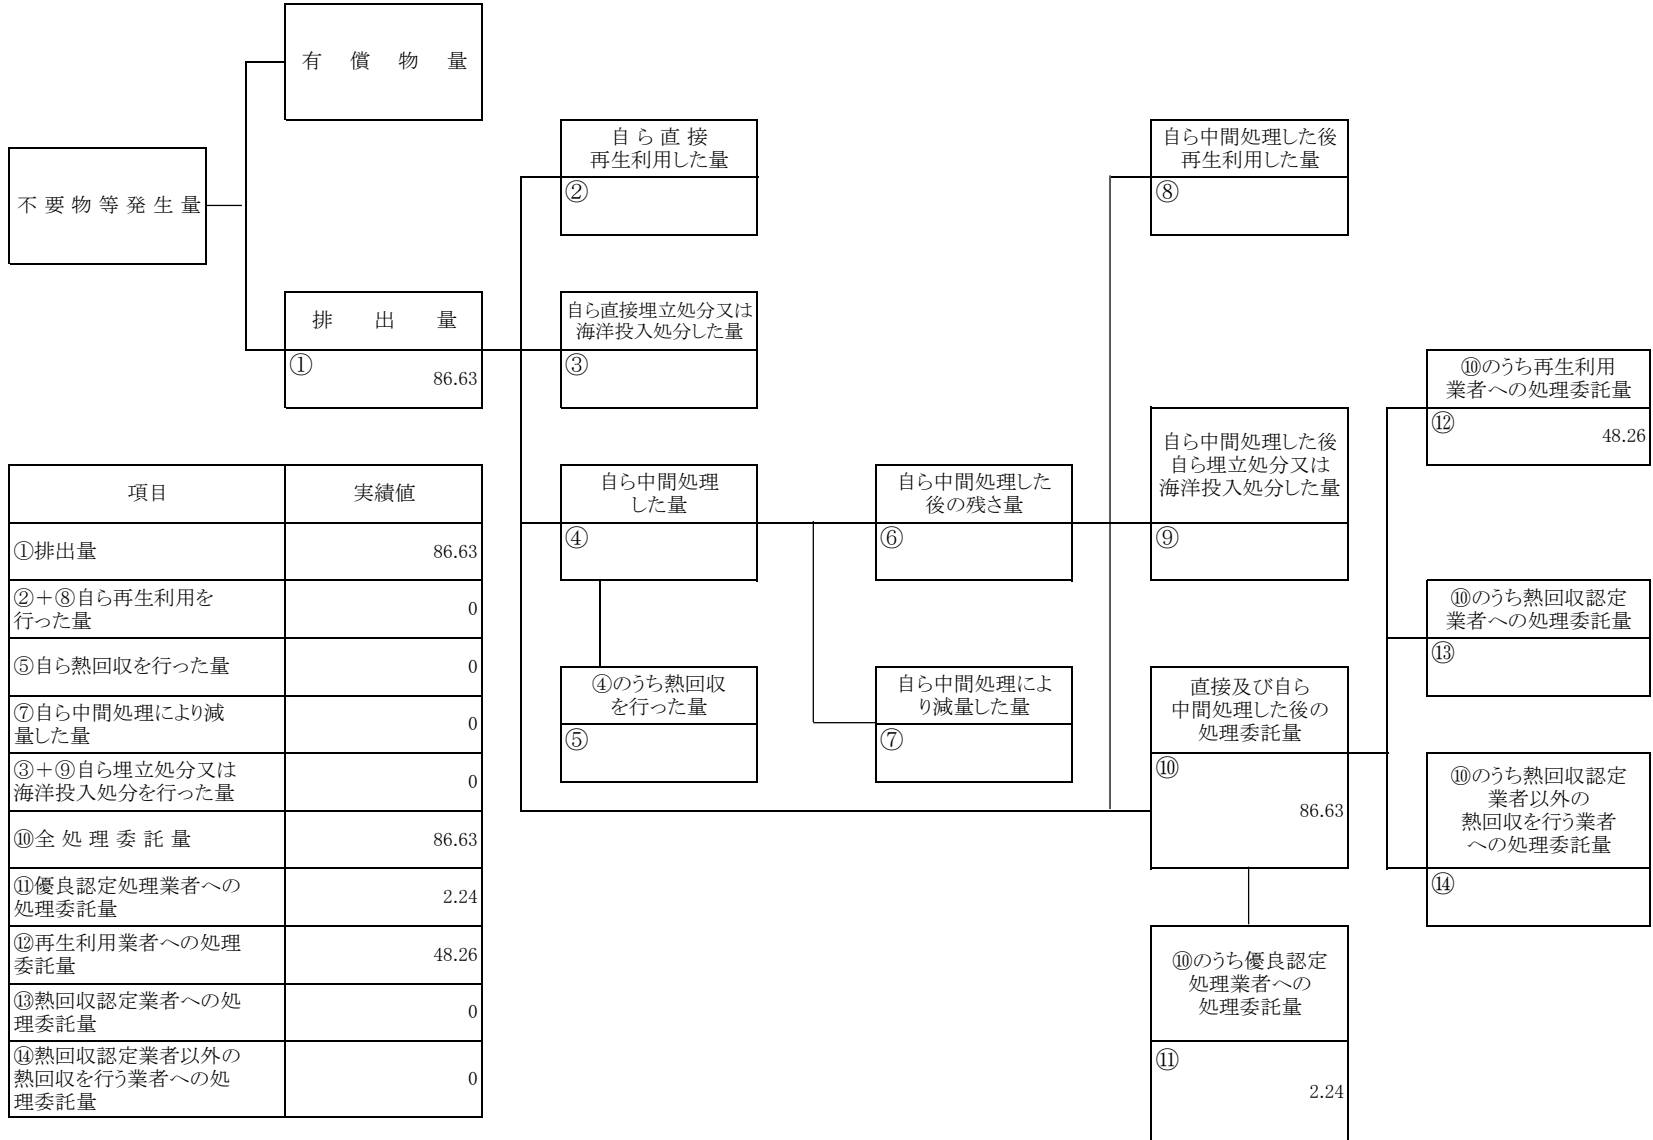 有 償 物 量
不 要 物 等 発 生 量
排 出 量
①
86.63
自 ら 直 接
再生利用した量
②
自ら直接埋立処分又は
海洋投入処分した量
③
自ら中間処理
した量
④
④のうち熱回収
を行った量
⑤
自ら中間処理した
後の残さ量
⑥
自ら中間処理によ
り減量した量
⑦
自ら中間処理した後
再生利用した量
⑧
自ら中間処理した後
自ら埋立処分又は
海洋投入処分した量
⑨
直接及び自ら
中間処理した後の
処理委託量
⑩
86.63
⑩のうち優良認定
処理業者への
処理委託量
⑪
2.24
⑩のうち再生利用
業者への処理委託量
⑫
48.26
⑩のうち熱回収認定
業者への処理委託量
⑬
⑩のうち熱回収認定
業者以外の
熱回収を行う業者
への処理委託量
⑭
項目 実績値
①排出量 86.63
②＋⑧自ら再生利用を
行った量 0
⑤自ら熱回収を行った量 0
⑦自ら中間処理により減
量した量 0
③＋⑨自ら埋立処分又は
海洋投入処分を行った量 0
⑩全 処 理 委 託 量 86.63
⑪優良認定処理業者への
処理委託量 2.24
⑫再生利用業者への処理
委託量 48.26
⑬熱回収認定業者への処
理委託量 0
⑭熱回収認定業者以外の
熱回収を行う業者への処
理委託量 0